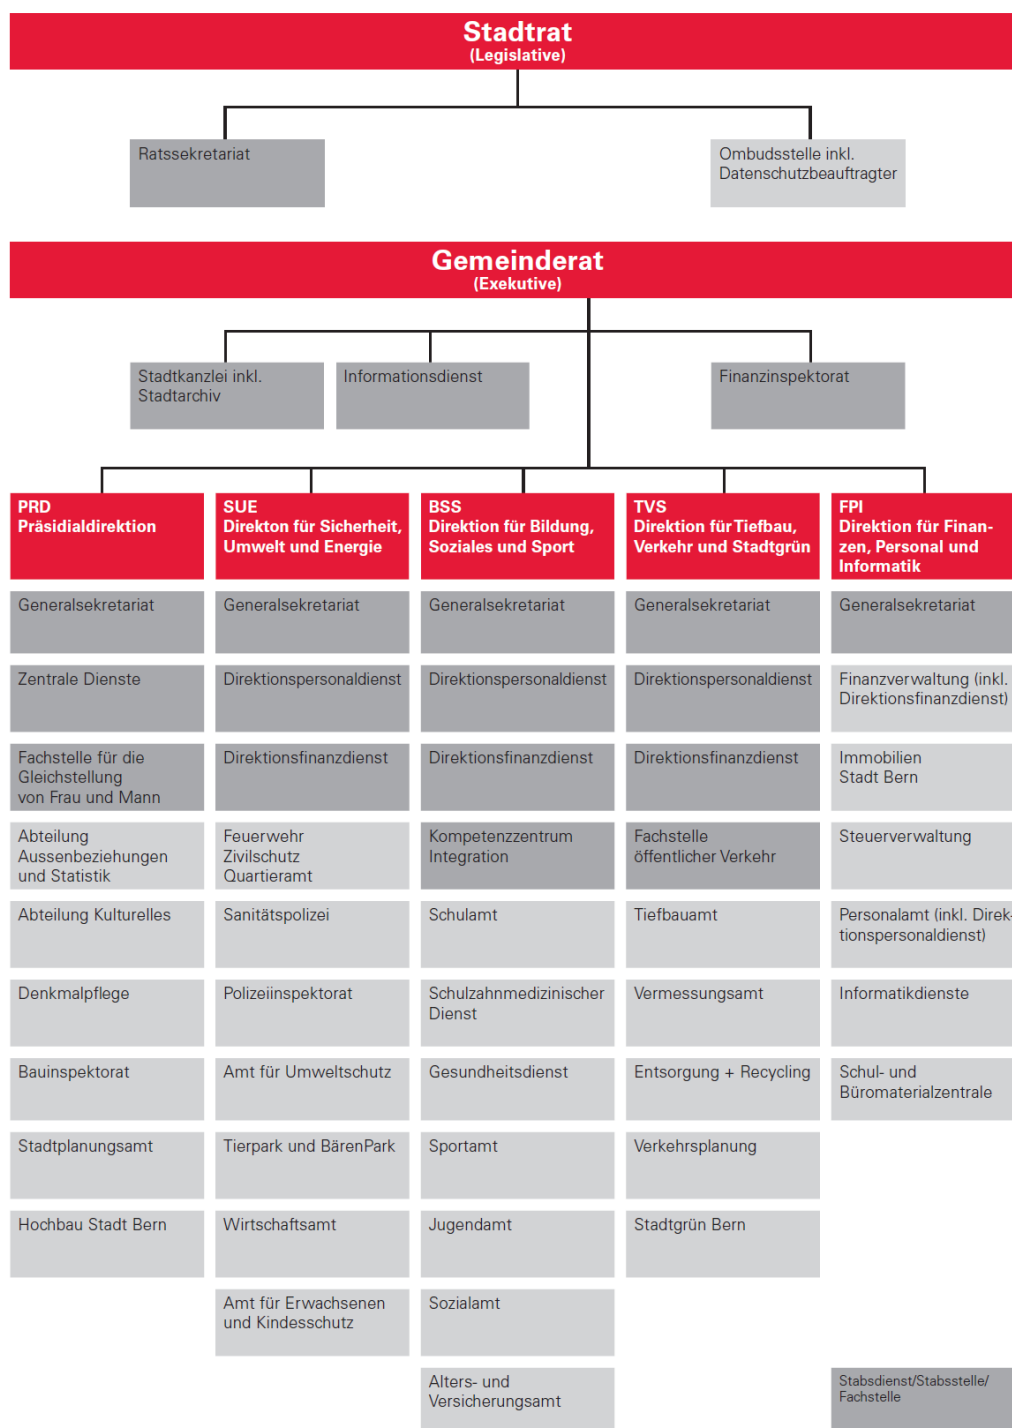 Stadtrat
(Legislative)
Ratssekretariat
Ombudsstelle inkl.
Datenschutzbeauftragter
Gemeinderat
(Exekutive)
Stadtkanzlei inkl.
Stadtarchiv
Informationsdienst
Finanzinspektorat
PRD
Präsidialdirektion
SUE
Direkton für Sicherheit,
Umwelt und Energie
BSS
Direktion für Bildung,
Soziales und Sport
TVS
Direktion für Tiefbau,
Verkehr und Stadtgrün
FPI
Direktion für Finan-
zen, Personal und
Informatik
Generalsekretariat
Generalsekretariat
Generalsekretariat
Generalsekretariat
Generalsekretariat
Zentrale Dienste
Direktionspersonaldienst
Direktionspersonaldienst
Direktionspersonaldienst
Finanzverwaltung (inkl.
Direktionsfinanzdienst)
Fachstelle für die
Gleichstellung
von Frau und Mann
Direktionsfinanzdienst
Direktionsfinanzdienst
Direktionsfinanzdienst
Immobilien
Stadt Bern
Abteilung
Aussenbeziehungen
und Statistik
Feuerwehr
Zivilschutz
Quartieramt
Kompetenzzentrum
Integration
Fachstelle
öffentlicher Verkehr
Steuerverwaltung
Abteilung Kulturelles
Sanitätspolizei
Schulamt
Tiefbauamt
Personalamt (inkl. Direk-
tionspersonaldienst)
Denkmalpflege
Polizeiinspektorat
Schulzahnmedizinischer
Dienst
Vermessungsamt
Informatikdienste
Bauinspektorat
Amt für Umweltschutz
Gesundheitsdienst
Entsorgung + Recycling
Schul- und
Büromaterialzentrale
Stadtplanungsamt
Tierpark und BärenPark
Sportamt
Verkehrsplanung
Hochbau Stadt Bern
Wirtschaftsamt
Jugendamt
Stadtgrün Bern
Amt für Erwachsenen
und Kindesschutz
Sozialamt
Alters- und
Versicherungsamt
Stabsdienst/Stabsstelle/
Fachstelle